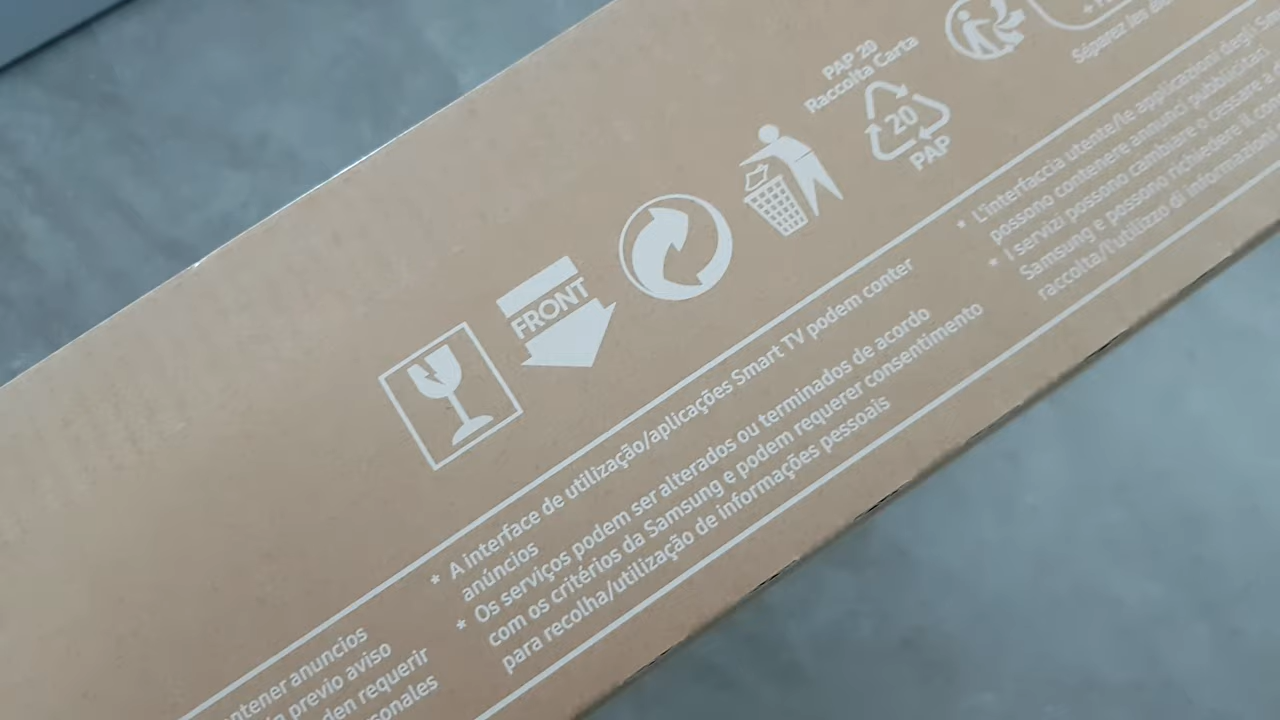 FRONT
PAP 20
Raccolta Carta
20
PAP
Séparez les
ontener anuncios
previo aviso
den requerir
sonales
* A interface de utilização/aplicações Smart TV podem conter
anúncios
* Os serviços podem ser alterados ou terminados de acordo
com os critérios da Samsung e podem requerer consentimento
para recolha/utilização de informações pessoais
* L'interfaccia utente/le applicazioni degli
possono contenere annunci pubblicitari
* I servizi possono cambiare o cessare a
Samsung e possono richiedere il
raccolta/l'utilizzo di informazioni